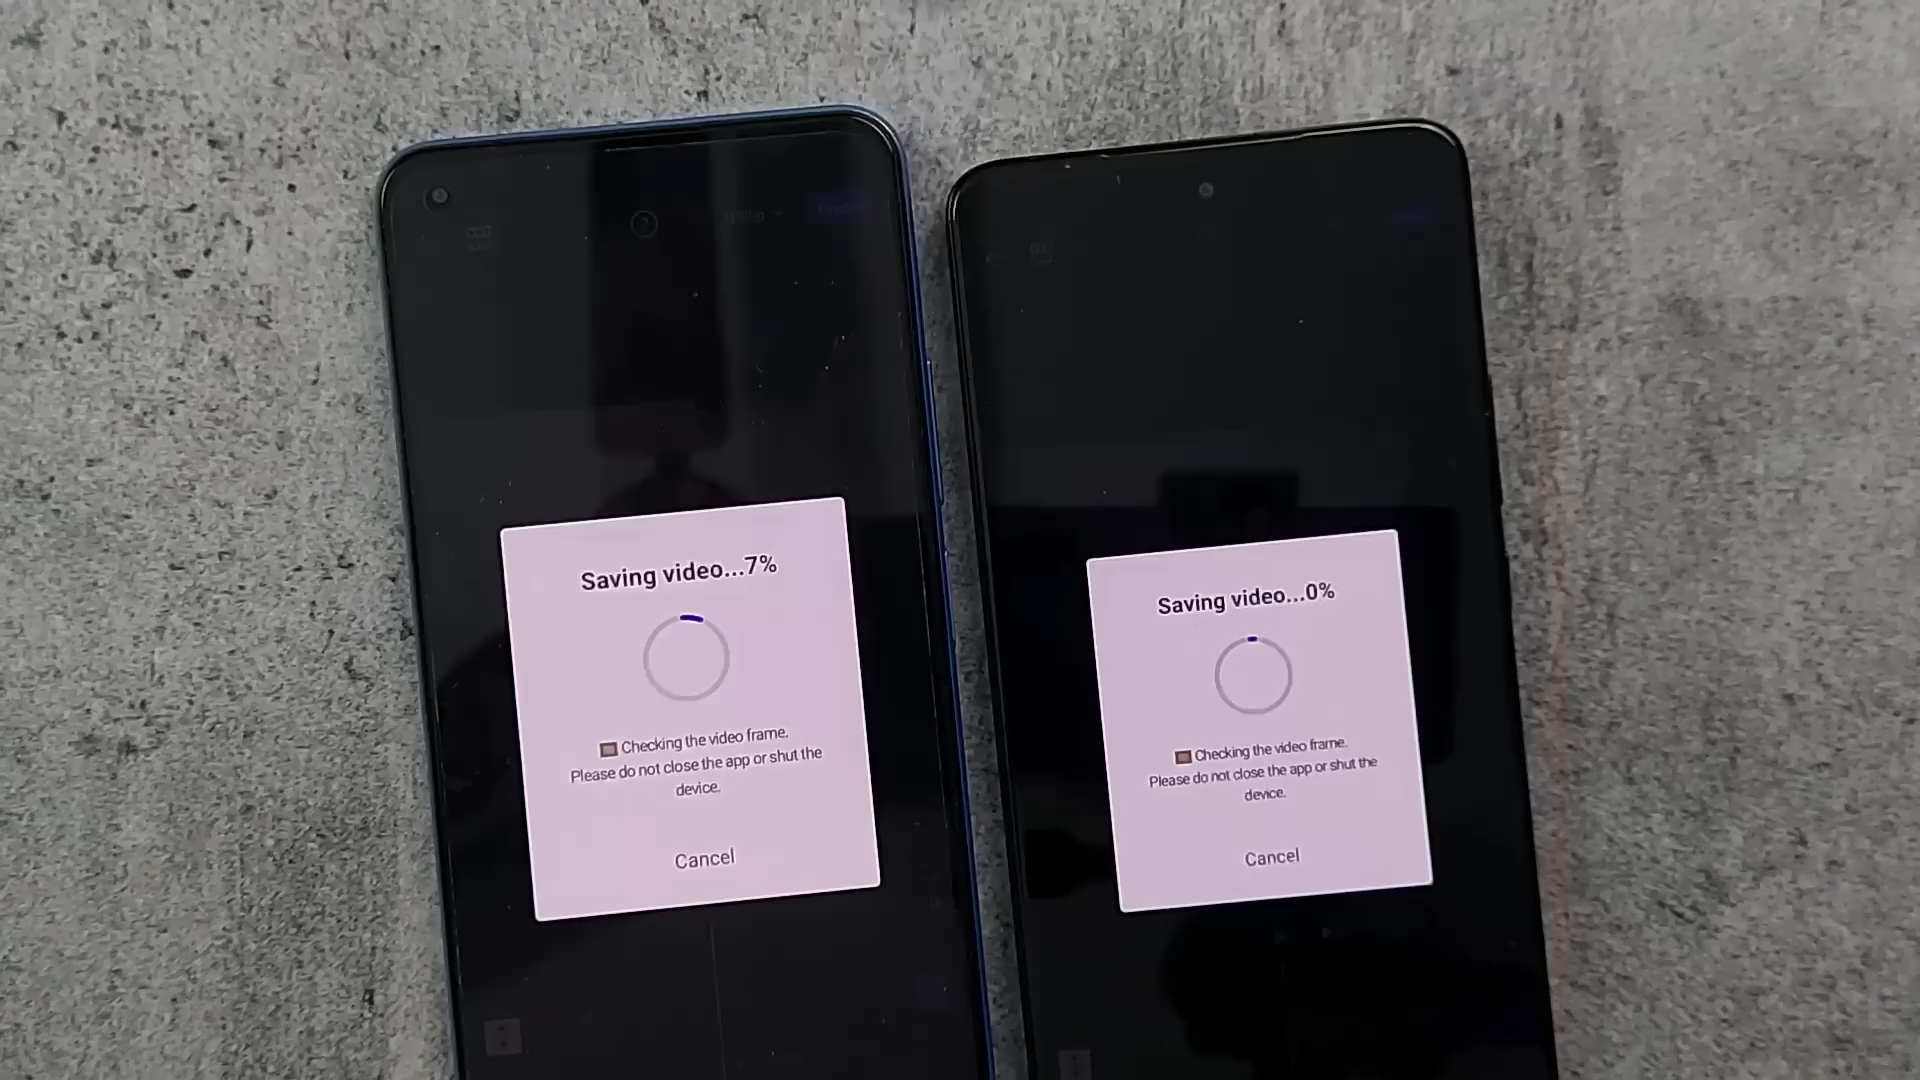 Saving video...7%
Checking the video frame.
Please do not close the app or shut the
device.
Cancel
Saving video...0%
Checking the video frame.
Please do not close the app or shut the
device.
Cancel